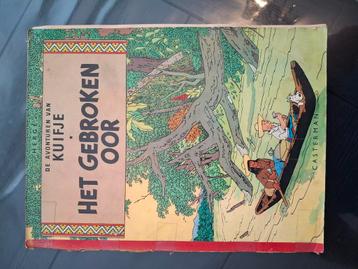 HERGÉ
DE AVONTUREN VAN
KUIFJE
HET GEBROKEN
OOR
CASTERMAN